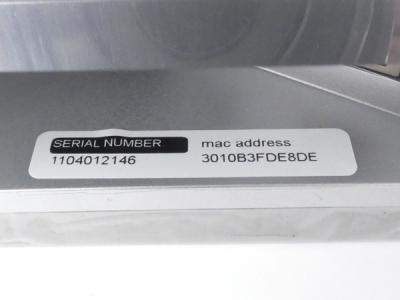 SERIAL NUMBER mac address
1104012146 3010B3FDE8DE